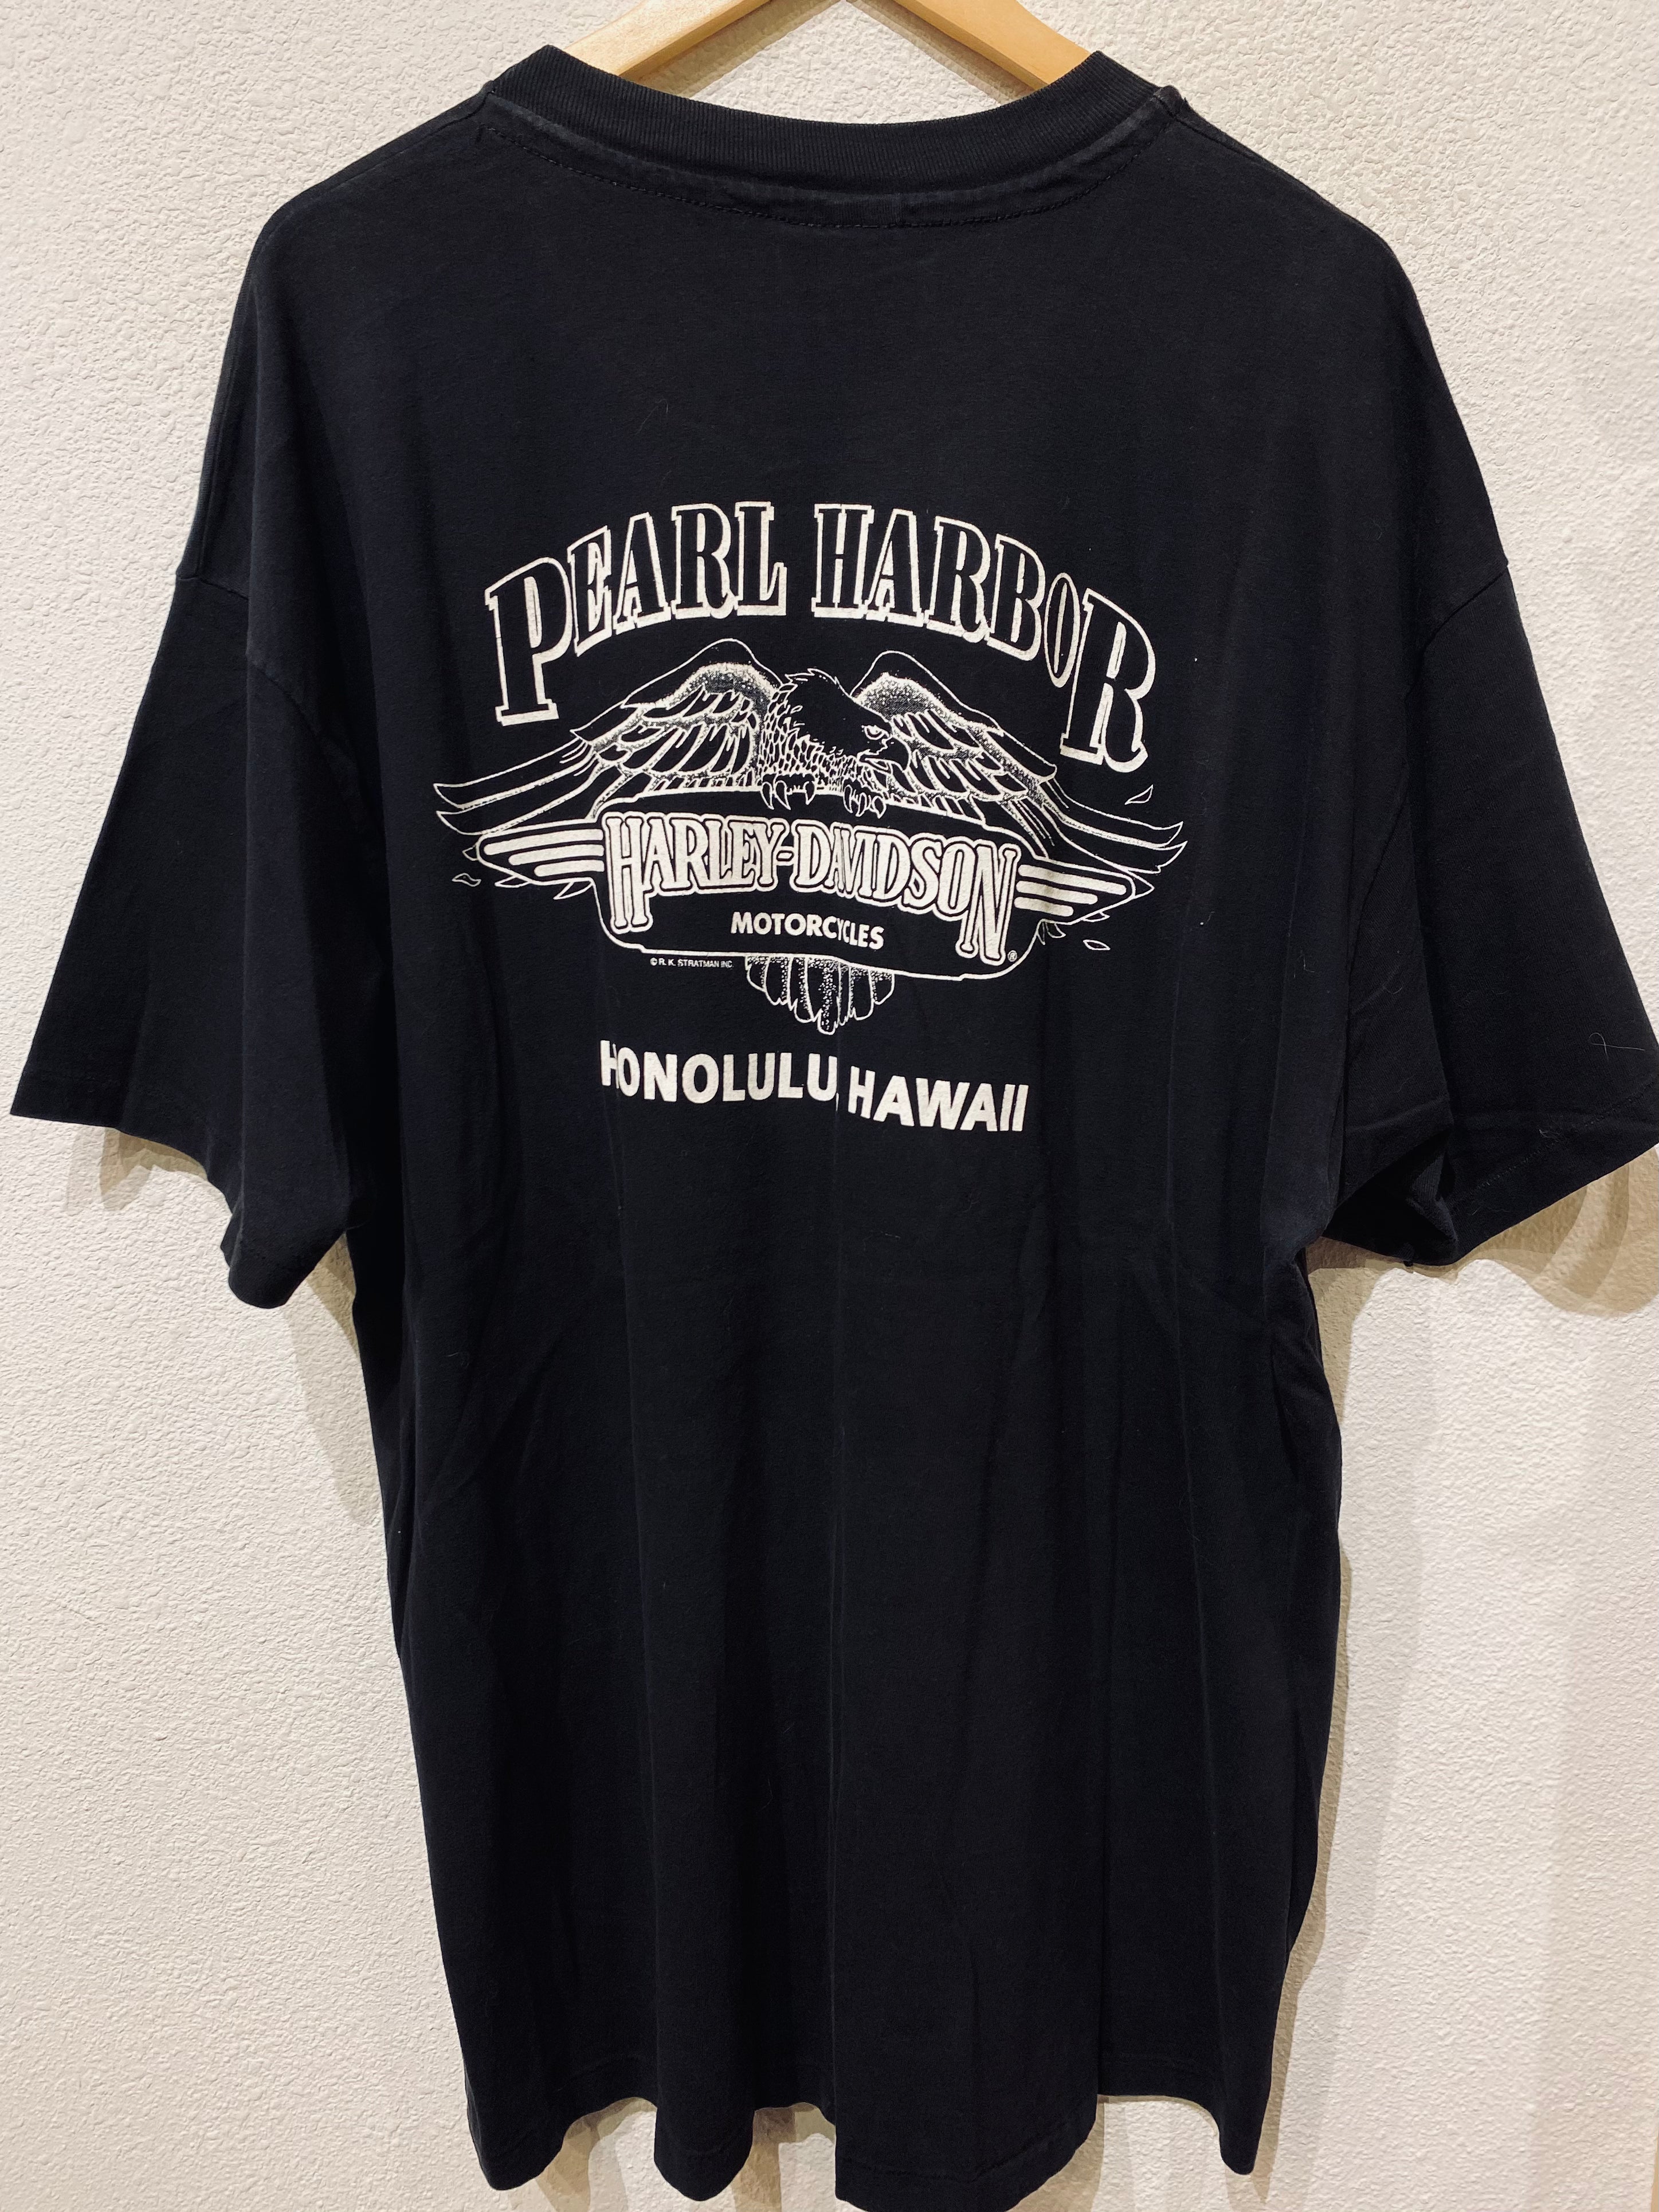 PEARL HARBOR
HARLEY-DAVIDSON
MOTORCYCLES
®
© R. K. STRATMAN INC.
HONOLULU, HAWAII